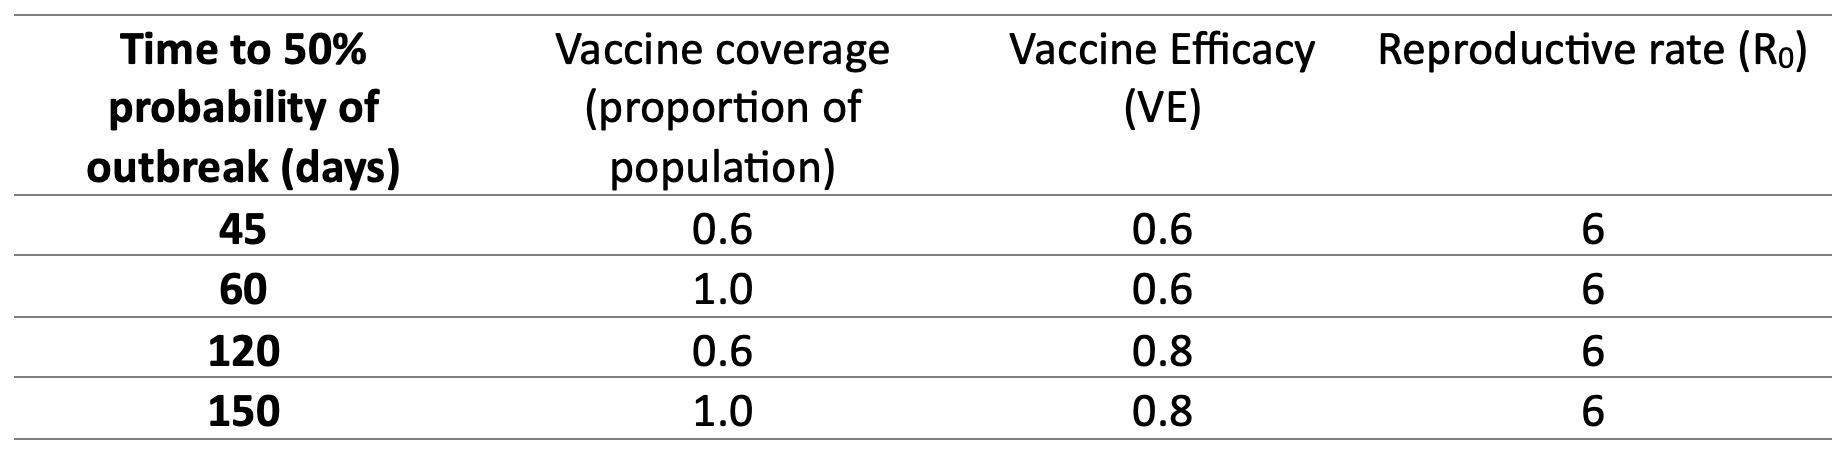 Time to 50% Vaccine coverage Vaccine Efficacy Reproductive rate (R₀)
probability of (proportion of (VE)
outbreak (days) population)
45 0.6 0.6 6
60 1.0 0.6 6
120 0.6 0.8 6
150 1.0 0.8 6